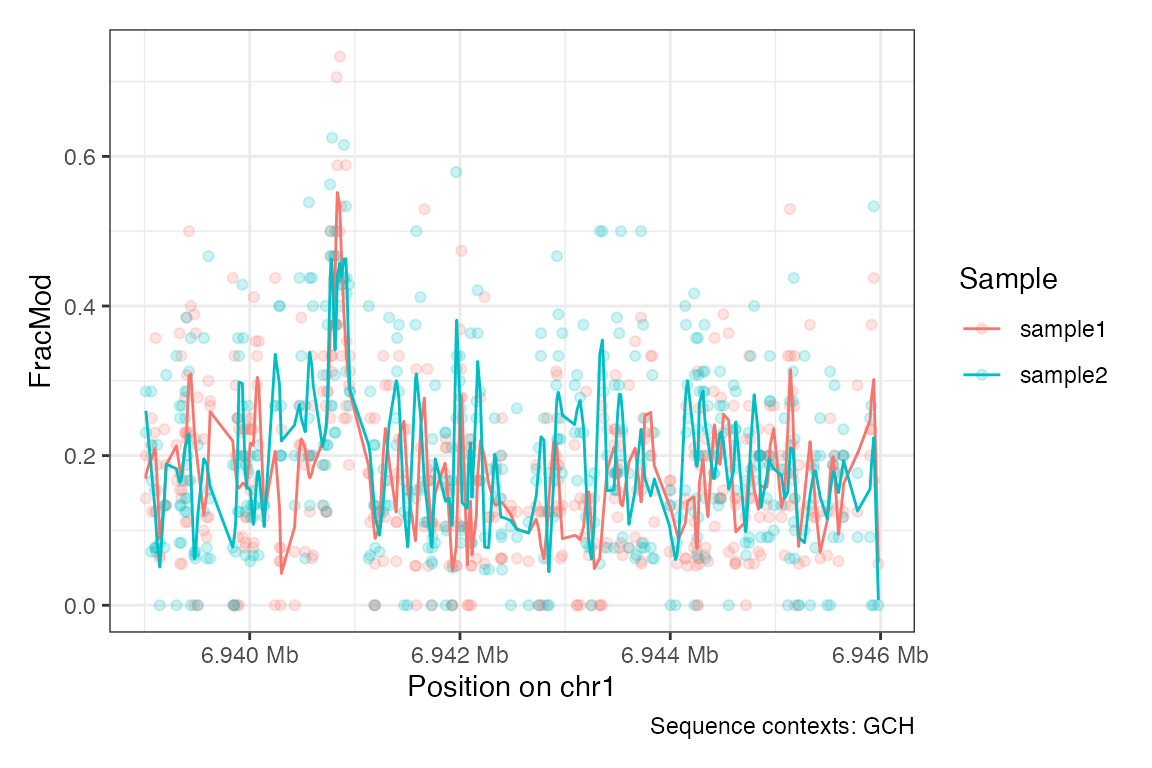 FracMod
0.6
0.4
0.2
0.0
6.940 Mb
6.942 Mb
6.944 Mb
6.946 Mb
Position on chr1
Sequence contexts: GCH
Sample
sample1
sample2